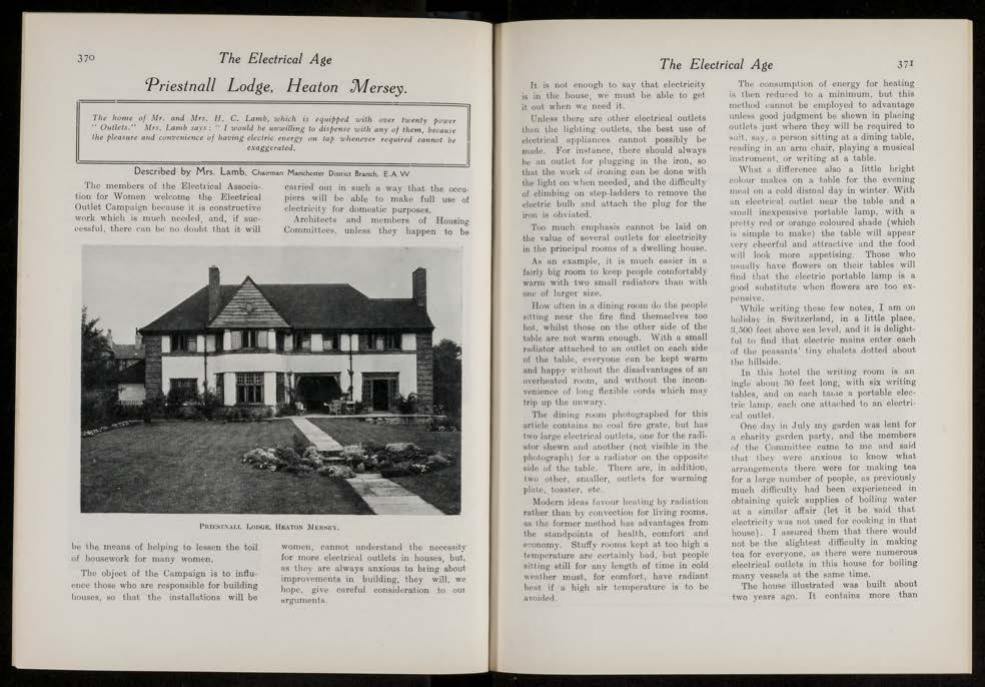 370
The Electrical Age
Priestnall Lodge, Heaton Mersey.
The home of Mr. and Mrs. H. C. Lamb, which is equipped with over twenty power
" Outlets." Mrs. Lamb says : " I would be unwilling to dispense with any of them, because
the pleasure and convenience of having electric energy on tap whenever required cannot be
exaggerated.
Described by Mrs. Lamb, Chairman Manchester District Branch, E.A.W
The members of the Electrical Associa-
tion for Women welcome the Electrical
Outlet Campaign because it is constructive
work which is much needed, and, if suc-
cessful, there can be no doubt that it will
carried out in such a way that the occu-
piers will be able to make full use of
electricity for domestic purposes.
Architects and members of Housing
Committees, unless they happen to be
Priestnall Lodge, Heaton Mersey.
be the means of helping to lessen the toil
of housework for many women.
The object of the Campaign is to influ-
ence those who are responsible for building
houses, so that the installations will be
women, cannot understand the necessity
for more electrical outlets in houses, but,
as they are always anxious to bring about
improvements in building, they will, we
hope, give careful consideration to our
arguments.
The Electrical Age
371
It is not enough to say that electricity
is in the house, we must be able to get
it out when we need it.
Unless there are other electrical outlets
than the lighting outlets, the best use of
electrical appliances cannot possibly be
made. For instance, there should always
be an outlet for plugging in the iron, so
that the work of ironing can be done with
the light on when needed, and the difficulty
of climbing on step-ladders to remove the
electric bulb and attach the plug for the
iron is obviated.
Too much emphasis cannot be laid on
the value of several outlets for electricity
in the principal rooms of a dwelling house.
As an example, it is much easier in a
fairly big room to keep people comfortably
warm with two small radiators than with
one of larger size.
How often in a dining room do the people
sitting near the fire find themselves too
hot, whilst those on the other side of the
table are not warm enough. With a small
radiator attached to an outlet on each side
of the table, everyone can be kept warm
and happy without the disadvantages of an
overheated room, and without the incon-
venience of long flexible cords which may
trip up the unwary.
The dining room photographed for this
article contains no coal fire grate, but has
two large electrical outlets, one for the radi-
ator shewn and another (not visible in the
photograph) for a radiator on the opposite
side of the table. There are, in addition,
two other, smaller, outlets for warming
plate, toaster, etc.
Modern ideas favour heating by radiation
rather than by convection for living rooms,
as the former method has advantages from
the standpoints of health, comfort and
economy. Stuffy rooms kept at too high a
temperature are certainly bad, but people
sitting still for any length of time in cold
weather must, for comfort, have radiant
heat if a high air temperature is to be
avoided.
The consumption of energy for heating
is then reduced to a minimum, but this
method cannot be employed to advantage
unless good judgment be shewn in placing
outlets just where they will be required to
suit, say, a person sitting at a dining table,
reading in an arm chair, playing a musical
instrument, or writing at a table.
What a difference also a little bright
colour makes on a table for the evening
meal on a cold dismal day in winter. With
an electrical outlet near the table and a
small inexpensive portable lamp, with a
pretty red or orange coloured shade (which
is simple to make) the table will appear
very cheerful and attractive and the food
will look more appetising. Those who
usually have flowers on their tables will
find that the electric portable lamp is a
good substitute when flowers are too ex-
pensive.
While writing these few notes, I am on
holiday in Switzerland, in a little place,
3,500 feet above sea level, and it is delight-
ful to find that electric mains enter each
of the peasants' tiny chalets dotted about
the hillside.
In this hotel the writing room is an
ingle about 30 feet long, with six writing
tables, and on each table a portable elec-
tric lamp, each one attached to an electri-
cal outlet.
One day in July my garden was lent for
a charity garden party, and the members
of the Committee came to me and said
that they were anxious to know what
arrangements there were for making tea
for a large number of people, as previously
much difficulty had been experienced in
obtaining quick supplies of boiling water
at a similar affair (let it be said that
electricity was not used for cooking in that
house). I assured them that there would
not be the slightest difficulty in making
tea for everyone, as there were numerous
electrical outlets in this house for boiling
many vessels at the same time.
The house illustrated was built about
two years ago. It contains more than